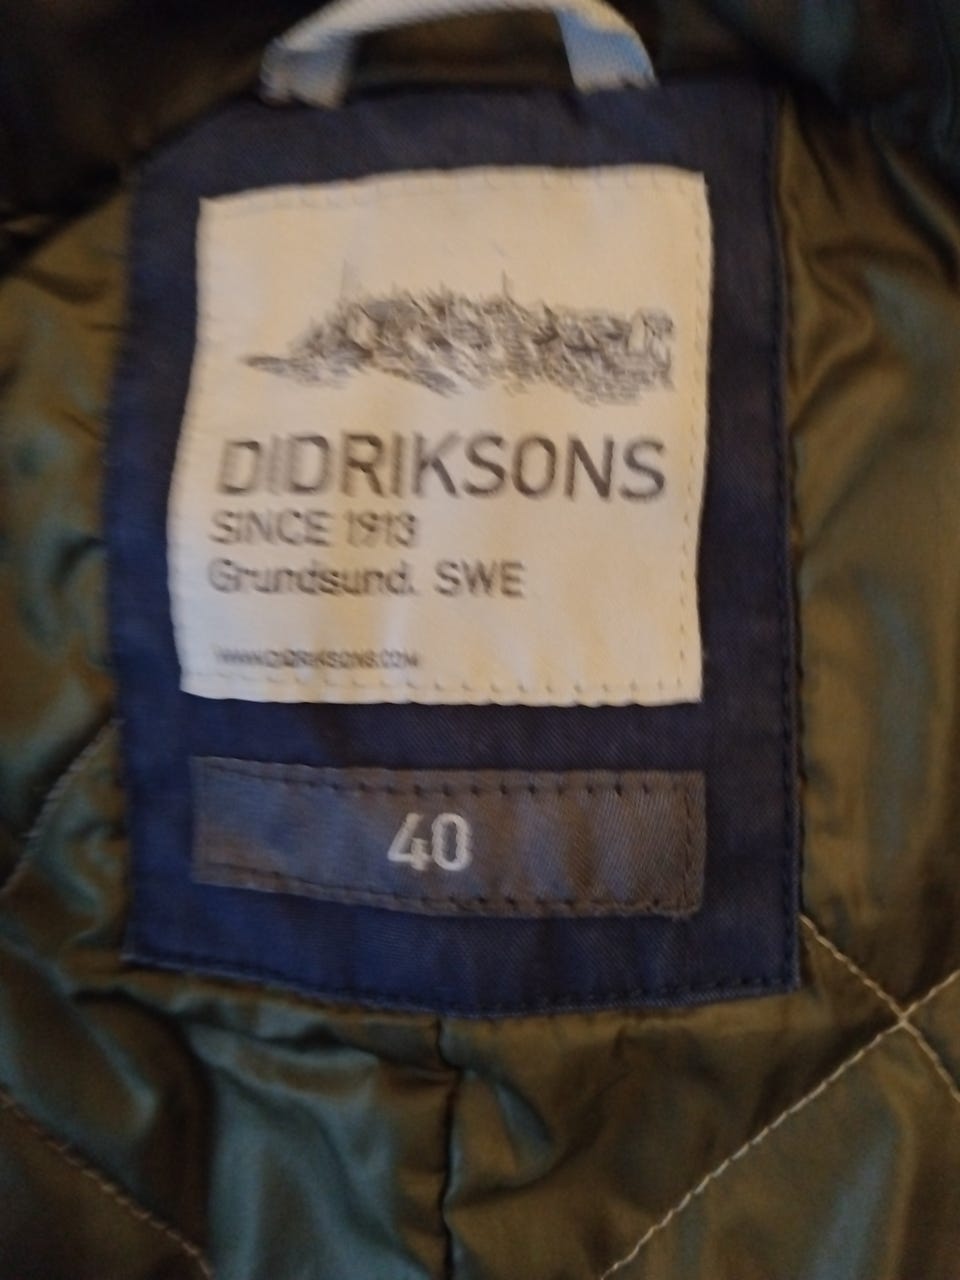 DIDRIKSONS
SINCE 1913
Grundsund. SWE
WWW.DIDRIKSONS.COM
40